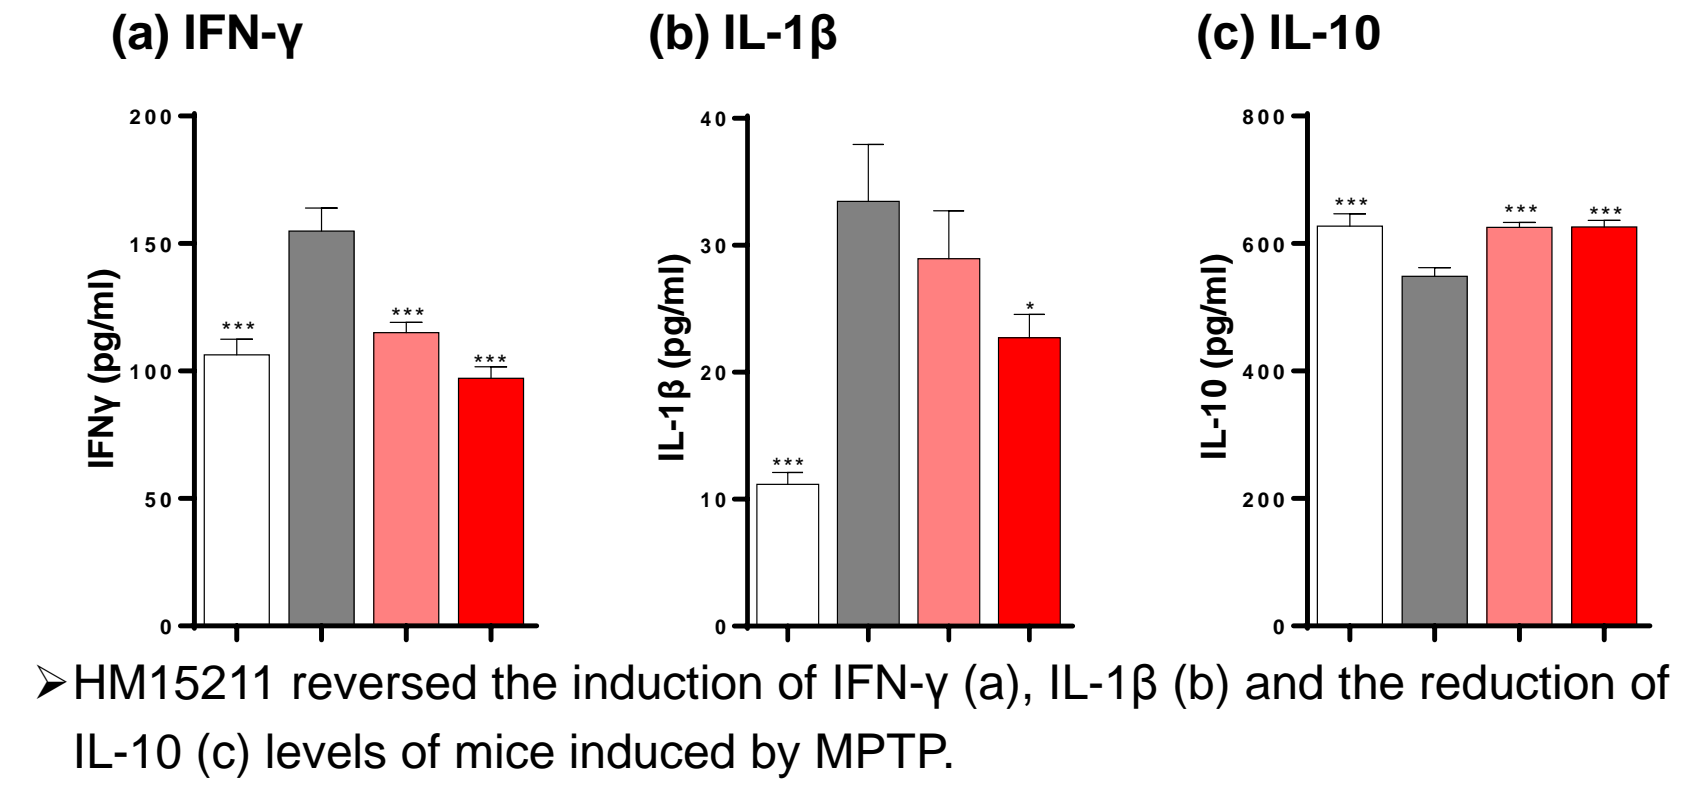 (a) IFN-γ
(b) IL-1β
(c) IL-10
IFNγ (pg/ml)
200
150
100
50
0
***
***
***
IL-1β (pg/ml)
40
30
20
10
0
***
*
IL-10 (pg/ml)
800
600
400
200
0
***
***
***
➢HM15211 reversed the induction of IFN-γ (a), IL-1β (b) and the reduction of
IL-10 (c) levels of mice induced by MPTP.